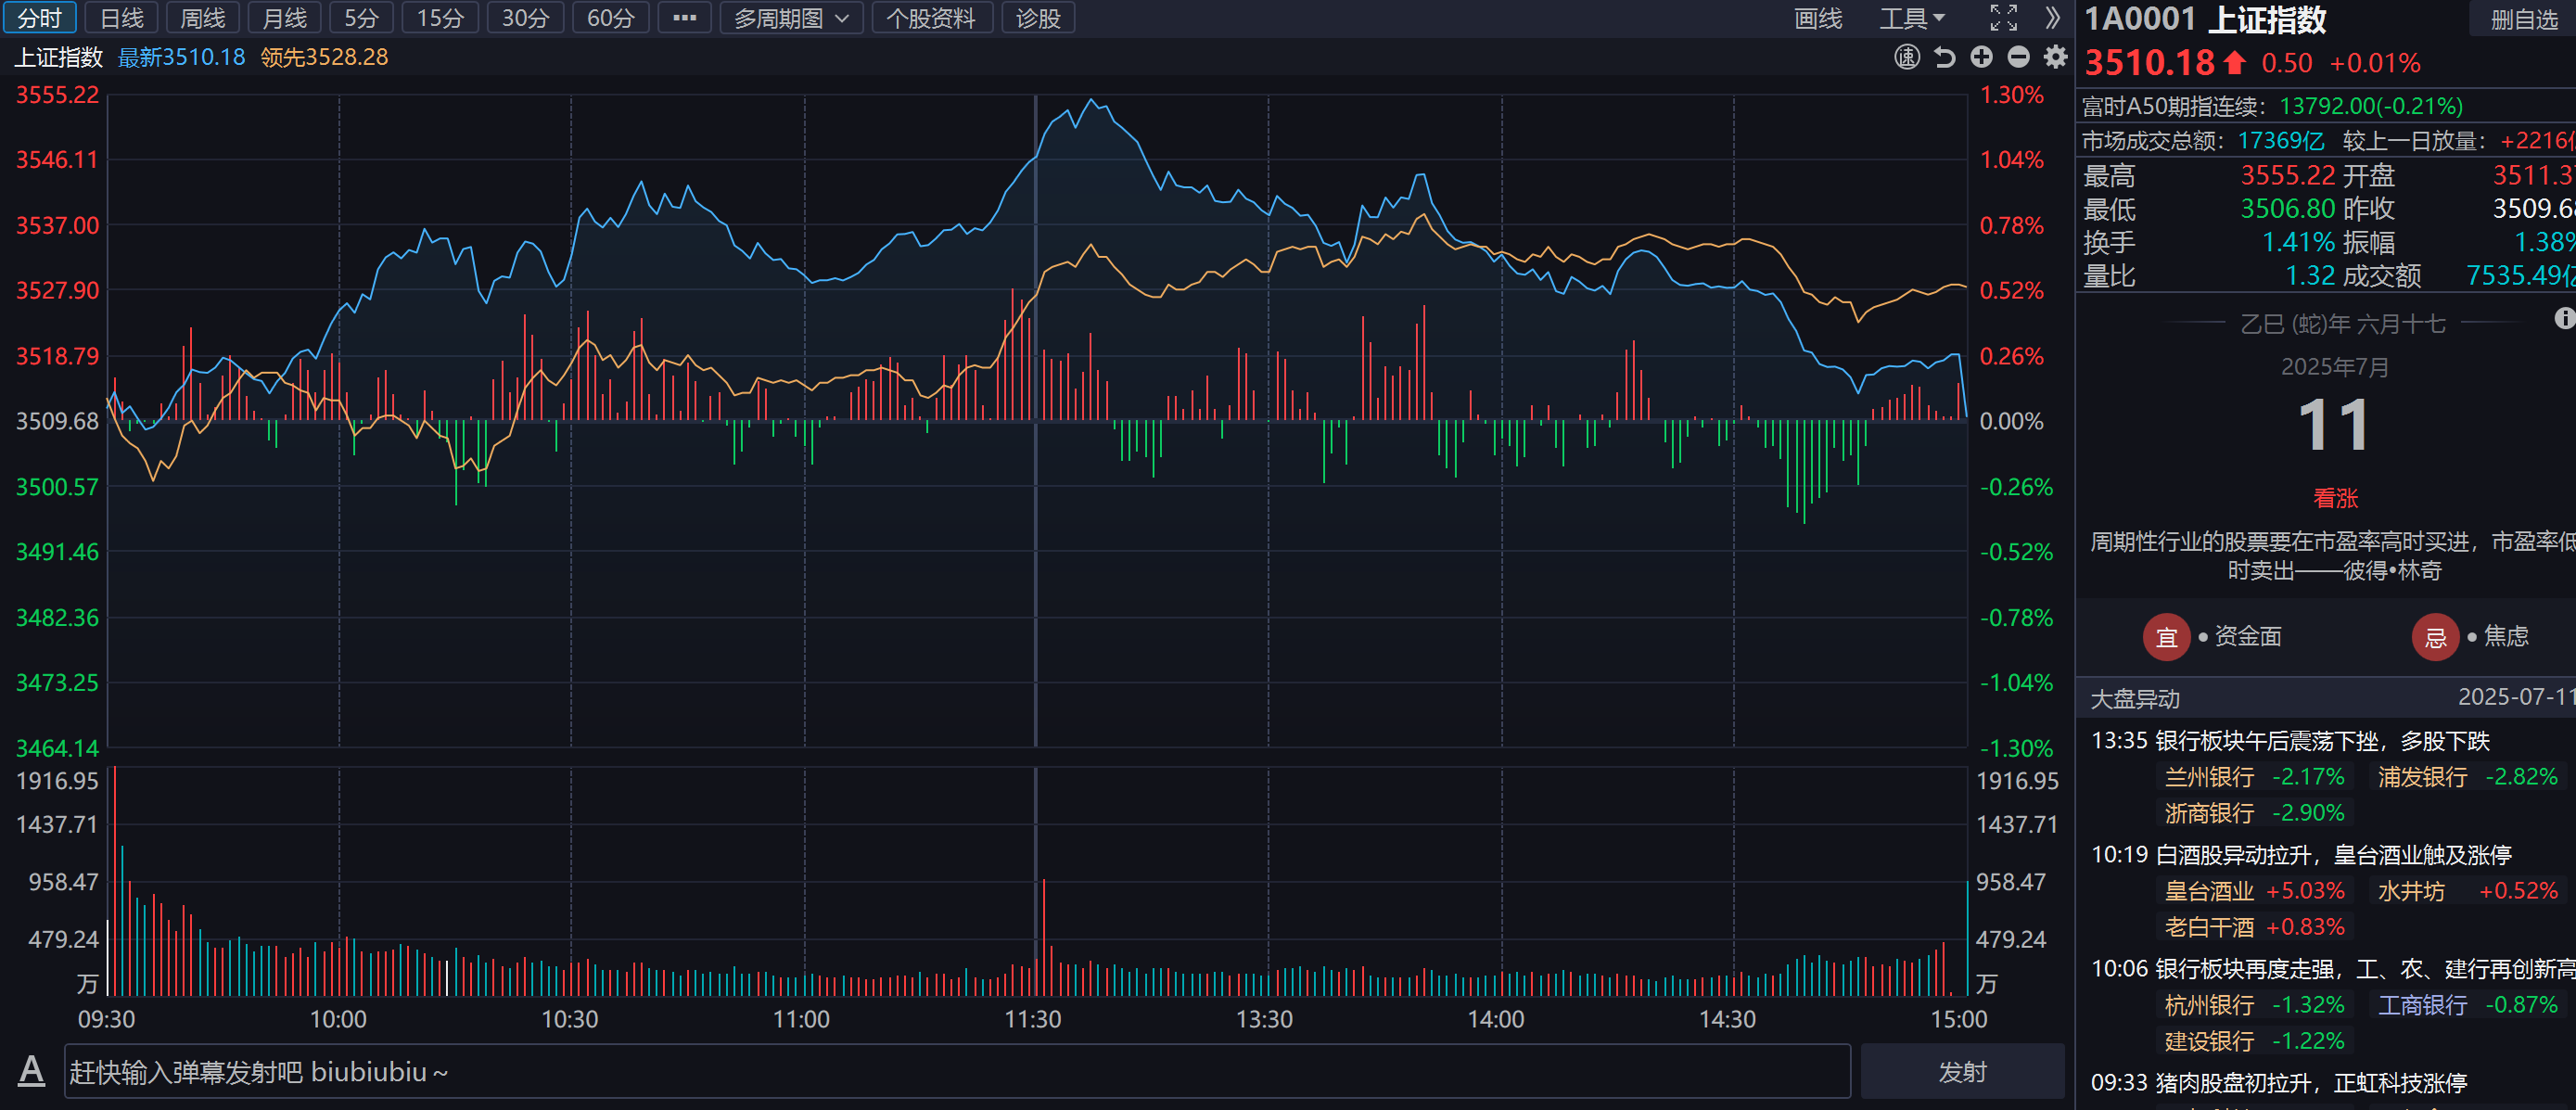 分时 日线 周线 月线 5分 15分 30分 60分 ··· 多周期图 个股资料 诊股 画线 工具
上证指数 最新3510.18 领先3528.28 速
3555.22 1.30%
3546.11 1.04%
3537.00 0.78%
3527.90 0.52%
3518.79 0.26%
3509.68 0.00%
3500.57 -0.26%
3491.46 -0.52%
3482.36 -0.78%
3473.25 -1.04%
3464.14 -1.30%
1916.95 1916.95
1437.71 1437.71
958.47 958.47
479.24 479.24
万 万
09:30 10:00 10:30 11:00 11:30 13:30 14:00 14:30 15:00
A 赶快输入弹幕发射吧 biubiubiu～ 发射
1A0001 上证指数 删自选
3510.18 0.50 +0.01%
富时A50期指连续：13792.00(-0.21%)
市场成交总额：17369亿 较上一日放量：+2216
最高 3555.22 开盘 3511.3
最低 3506.80 昨收 3509.6
换手 1.41% 振幅 1.38%
量比 1.32 成交额 7535.49亿
乙巳 (蛇)年 六月十七
2025年7月
11
看涨
周期性行业的股票要在市盈率高时买进，市盈率低
时卖出——彼得•林奇
宜 • 资金面 忌 • 焦虑
大盘异动 2025-07-11
13:35 银行板块午后震荡下挫，多股下跌
兰州银行 -2.17% 浦发银行 -2.82%
浙商银行 -2.90%
10:19 白酒股异动拉升，皇台酒业触及涨停
皇台酒业 +5.03% 水井坊 +0.52%
老白干酒 +0.83%
10:06 银行板块再度走强，工、农、建行再创新高
杭州银行 -1.32% 工商银行 -0.87%
建设银行 -1.22%
09:33 猪肉股盘初拉升，正虹科技涨停